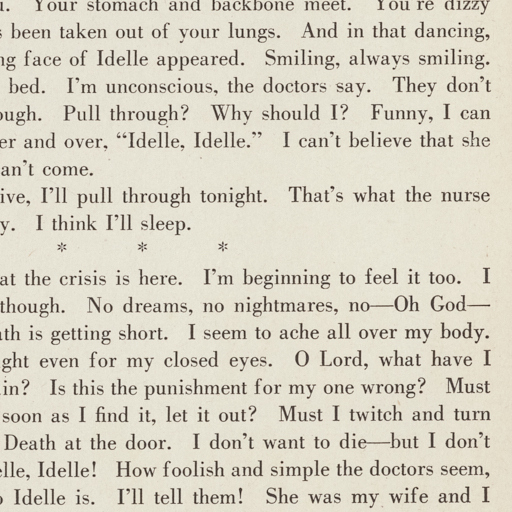 Your stomach and backbone meet. You're dizzy
been taken out of your lungs. And in that dancing,
face of Idelle appeared. Smiling, always smiling.
bed. I'm unconscious, the doctors say. They don't
Pull through? Why should I? Funny, I can
and over, "Idelle, Idelle." I can't believe that she
an't come.
ive, I'll pull through tonight. That's what the nurse
y. I think I'll sleep.
* * *
at the crisis is here. I'm beginning to feel it too. I
though. No dreams, no nightmares, no—Oh God—
ath is getting short. I seem to ache all over my body.
ght even for my closed eyes. O Lord, what have I
in? Is this the punishment for my one wrong? Must
soon as I find it, let it out? Must I twitch and turn
Death at the door. I don't want to die—but I don't
elle, Idelle! How foolish and simple the doctors seem,
Idelle is. I'll tell them! She was my wife and I